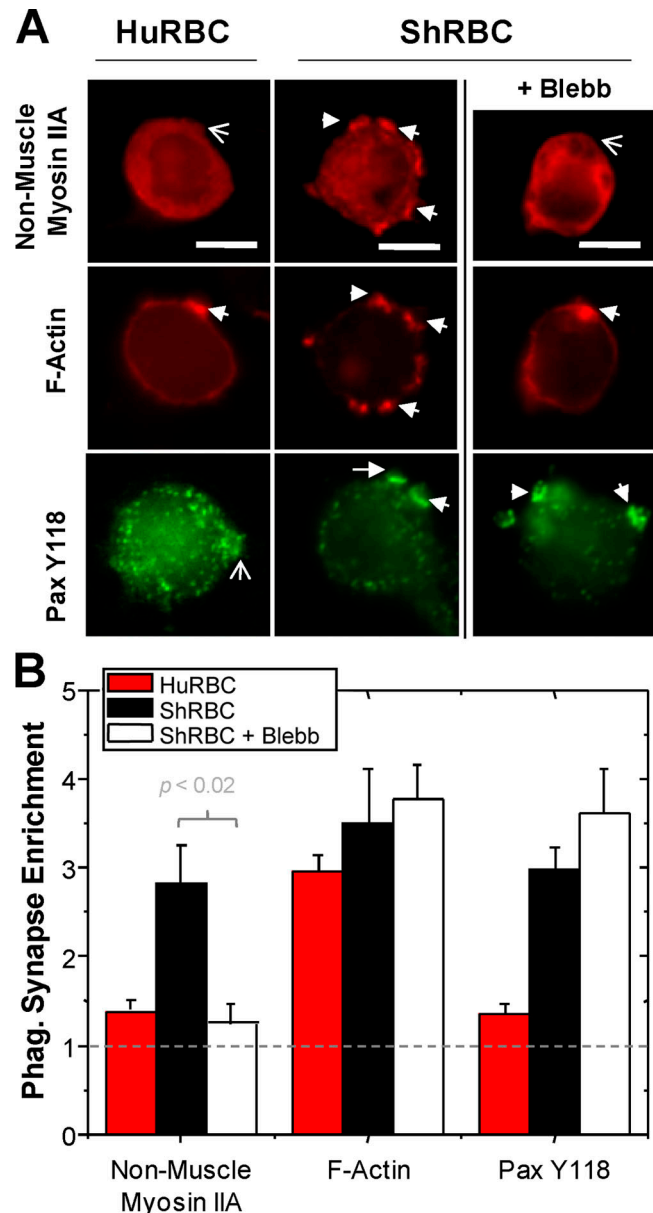 A
HuRBC
ShRBC
+ Blebb
Non-Muscle
Myosin IIA
F-Actin
Pax Y118
B
HuRBC
ShRBC
ShRBC + Blebb
p < 0.02
Phag. Synapse Enrichment
5
4
3
2
1
0
Non-Muscle
Myosin IIA
F-Actin
Pax Y118